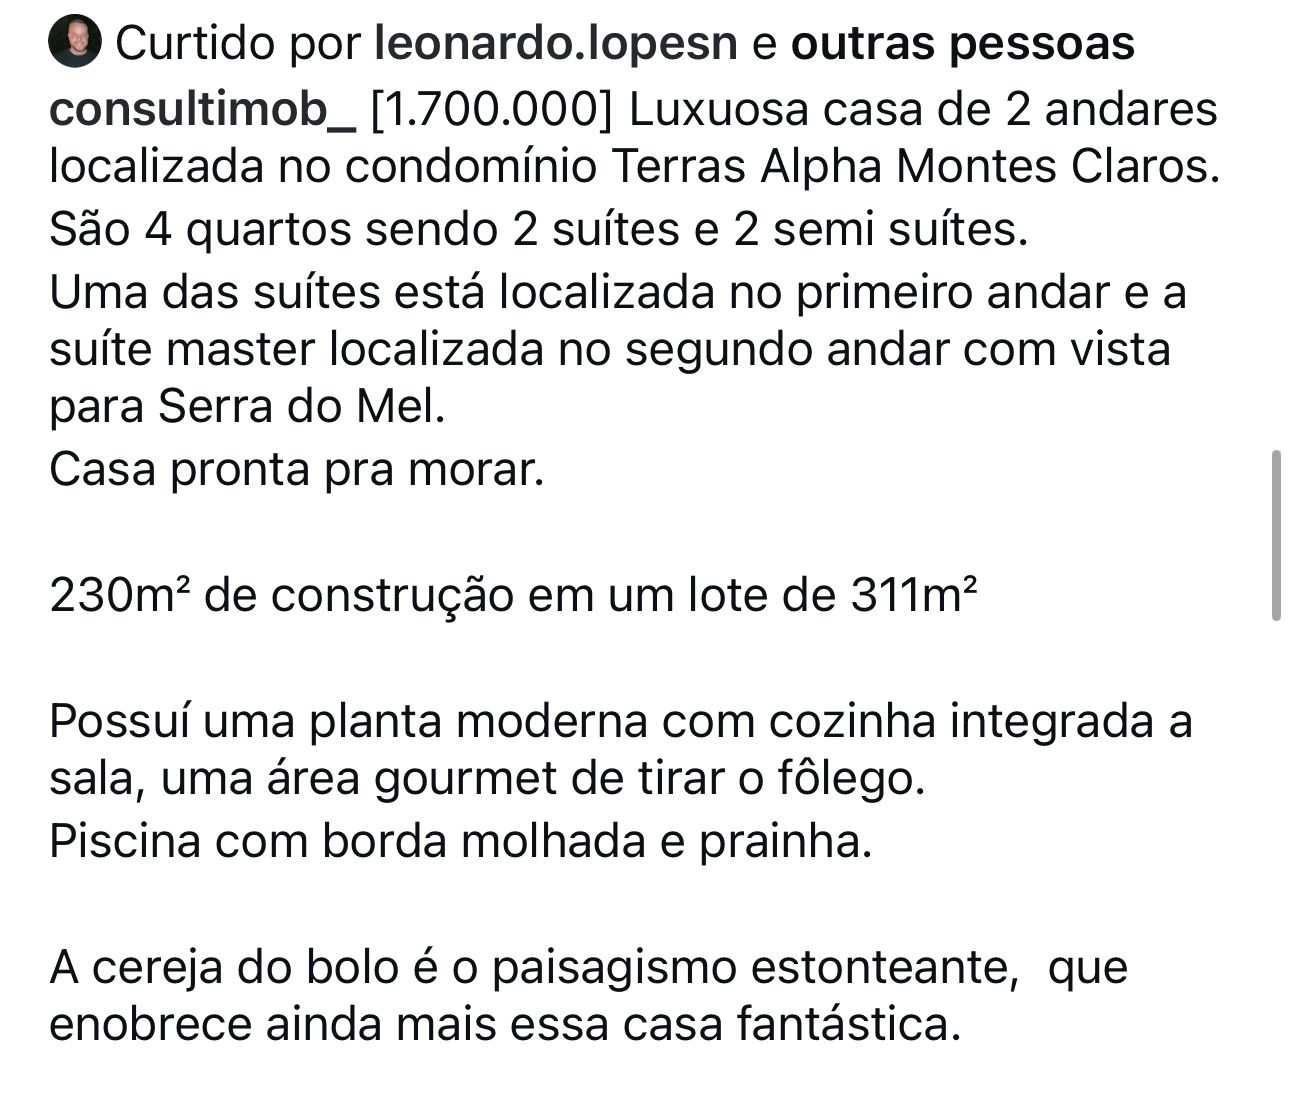 Curtido por leonardo.lopesn e outras pessoas
consultimob_ [1.700.000] Luxuosa casa de 2 andares
localizada no condomínio Terras Alpha Montes Claros.
São 4 quartos sendo 2 suítes e 2 semi suítes.
Uma das suítes está localizada no primeiro andar e a
suíte master localizada no segundo andar com vista
para Serra do Mel.
Casa pronta pra morar.
230m² de construção em um lote de 311m²
Possuí uma planta moderna com cozinha integrada a
sala, uma área gourmet de tirar o fôlego.
Piscina com borda molhada e prainha.
A cereja do bolo é o paisagismo estonteante,  que
enobrece ainda mais essa casa fantástica.